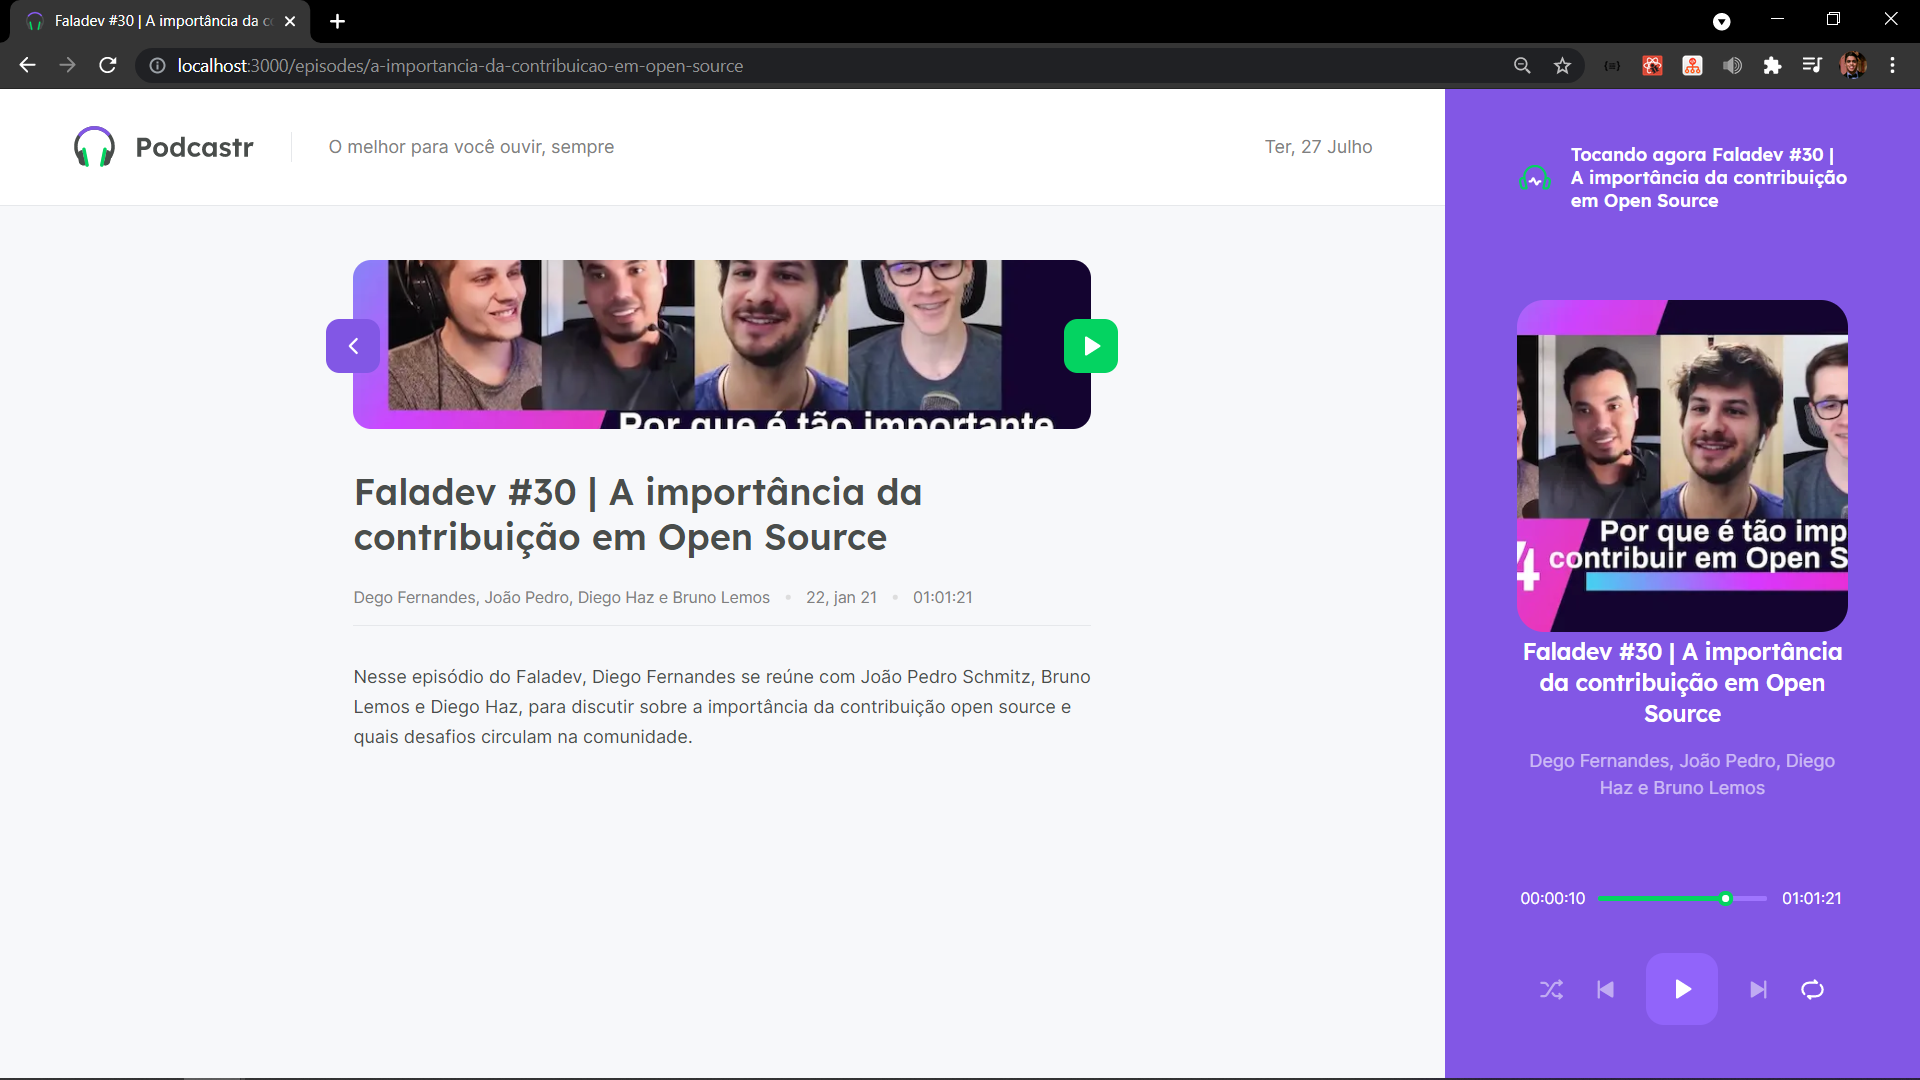 Faladev #30 | A importância da co
localhost:3000/episodes/a-importancia-da-contribuicao-em-open-source
Podcastr
O melhor para você ouvir, sempre
Ter, 27 Julho
Por que é tão importante
Faladev #30 | A importância da
contribuição em Open Source
Dego Fernandes, João Pedro, Diego Haz e Bruno Lemos • 22, jan 21 • 01:01:21
Nesse episódio do Faladev, Diego Fernandes se reúne com João Pedro Schmitz, Bruno
Lemos e Diego Haz, para discutir sobre a importância da contribuição open source e
quais desafios circulam na comunidade.
Tocando agora Faladev #30 |
A importância da contribuição
em Open Source
Por que é tão imp
4 contribuir em Open S
Faladev #30 | A importância
da contribuição em Open
Source
Dego Fernandes, João Pedro, Diego
Haz e Bruno Lemos
00:00:10 01:01:21